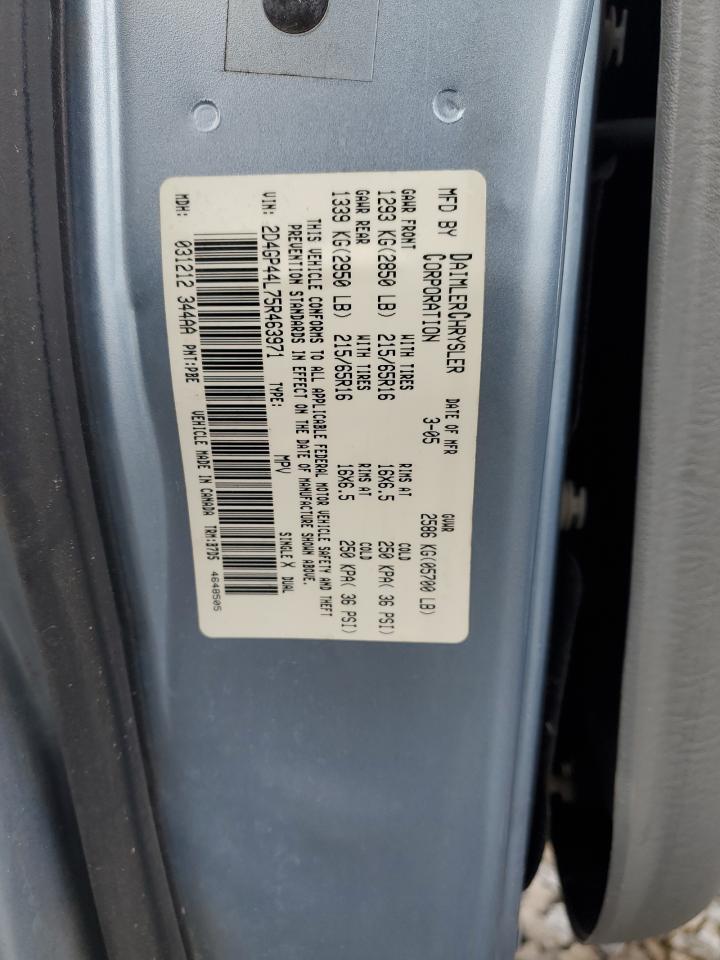 MFD BY DAIMLERCHRYSLER CORPORATION DATE OF MFR 3-05 GVWR 2586 KG(05700 LB)
GAWR FRONT WITH TIRES RIMS AT COLD
1293 KG(2850 LB) 215/65R16 16X6.5 250 KPA( 36 PSI)
GAWR REAR WITH TIRES RIMS AT COLD
1339 KG(2950 LB) 215/65R16 16X6.5 250 KPA( 36 PSI)
THIS VEHICLE CONFORMS TO ALL APPLICABLE FEDERAL MOTOR VEHICLE SAFETY AND THEFT
PREVENTION STANDARDS IN EFFECT ON THE DATE OF MANUFACTURE SHOWN ABOVE.
VIN: 2D4GP44L75R463971 TYPE: MPV SINGLE X DUAL
MDH: 031212 344AA PNT:PBE VEHICLE MADE IN CANADA TRM:B7D5 4648505